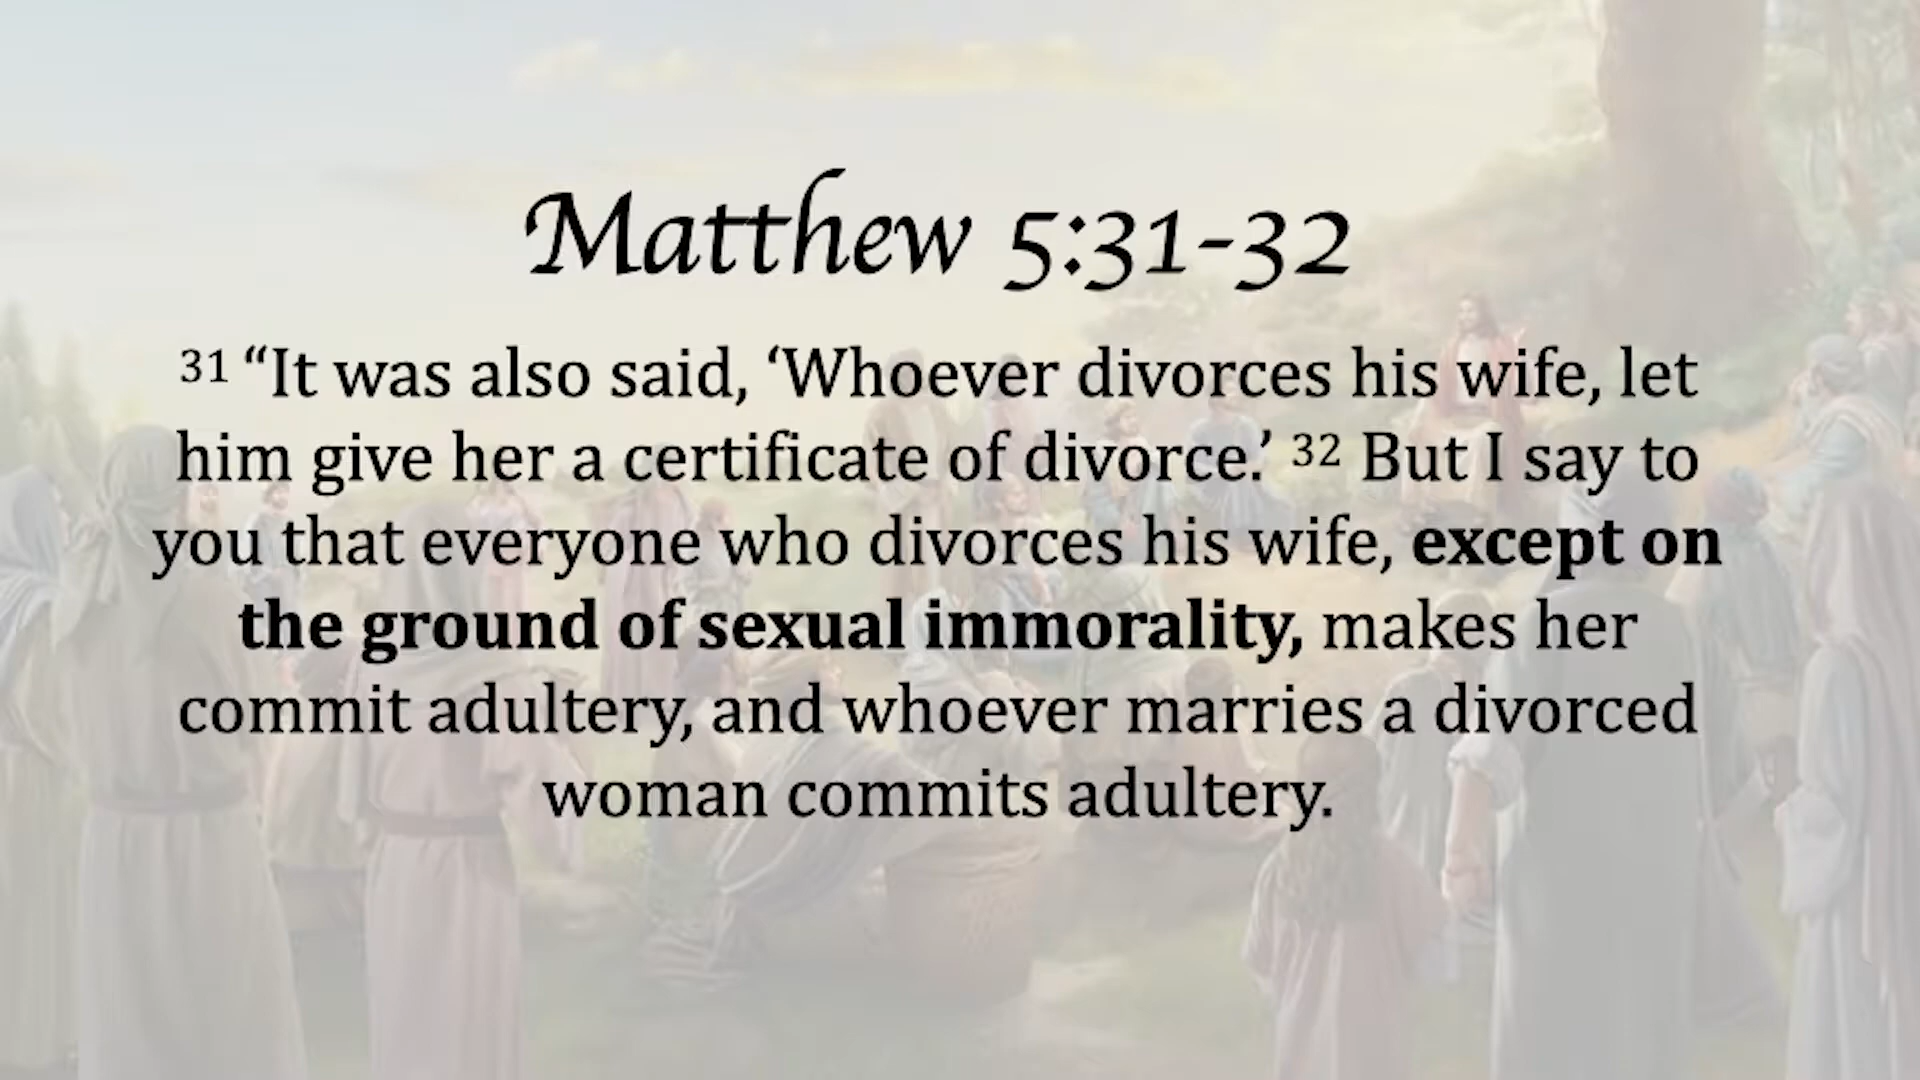 Matthew 5:31-32
31 “It was also said, ‘Whoever divorces his wife, let
him give her a certificate of divorce.’ 32 But I say to
you that everyone who divorces his wife, except on
the ground of sexual immorality, makes her
commit adultery, and whoever marries a divorced
woman commits adultery.